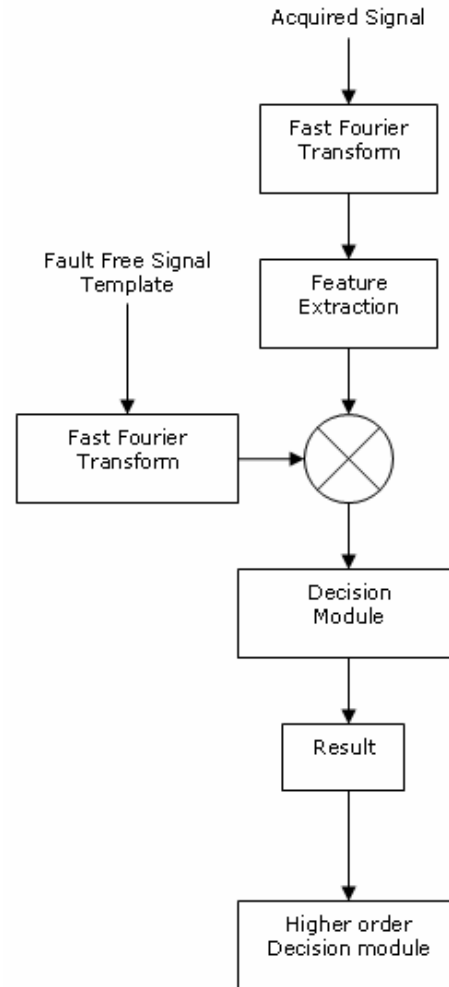 Acquired Signal
Fast Fourier
Transform
Fault Free Signal
Template
Feature
Extraction
Fast Fourier
Transform
Decision
Module
Result
Higher order
Decision module